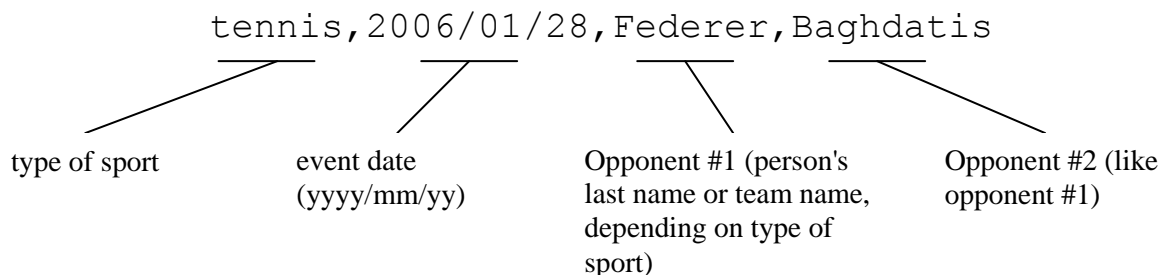 tennis,2006/01/28,Federer,Baghdatis
type of sport
event date
(yyyy/mm/yy)
Opponent #1 (person's
last name or team name,
depending on type of
sport)
Opponent #2 (like
opponent #1)